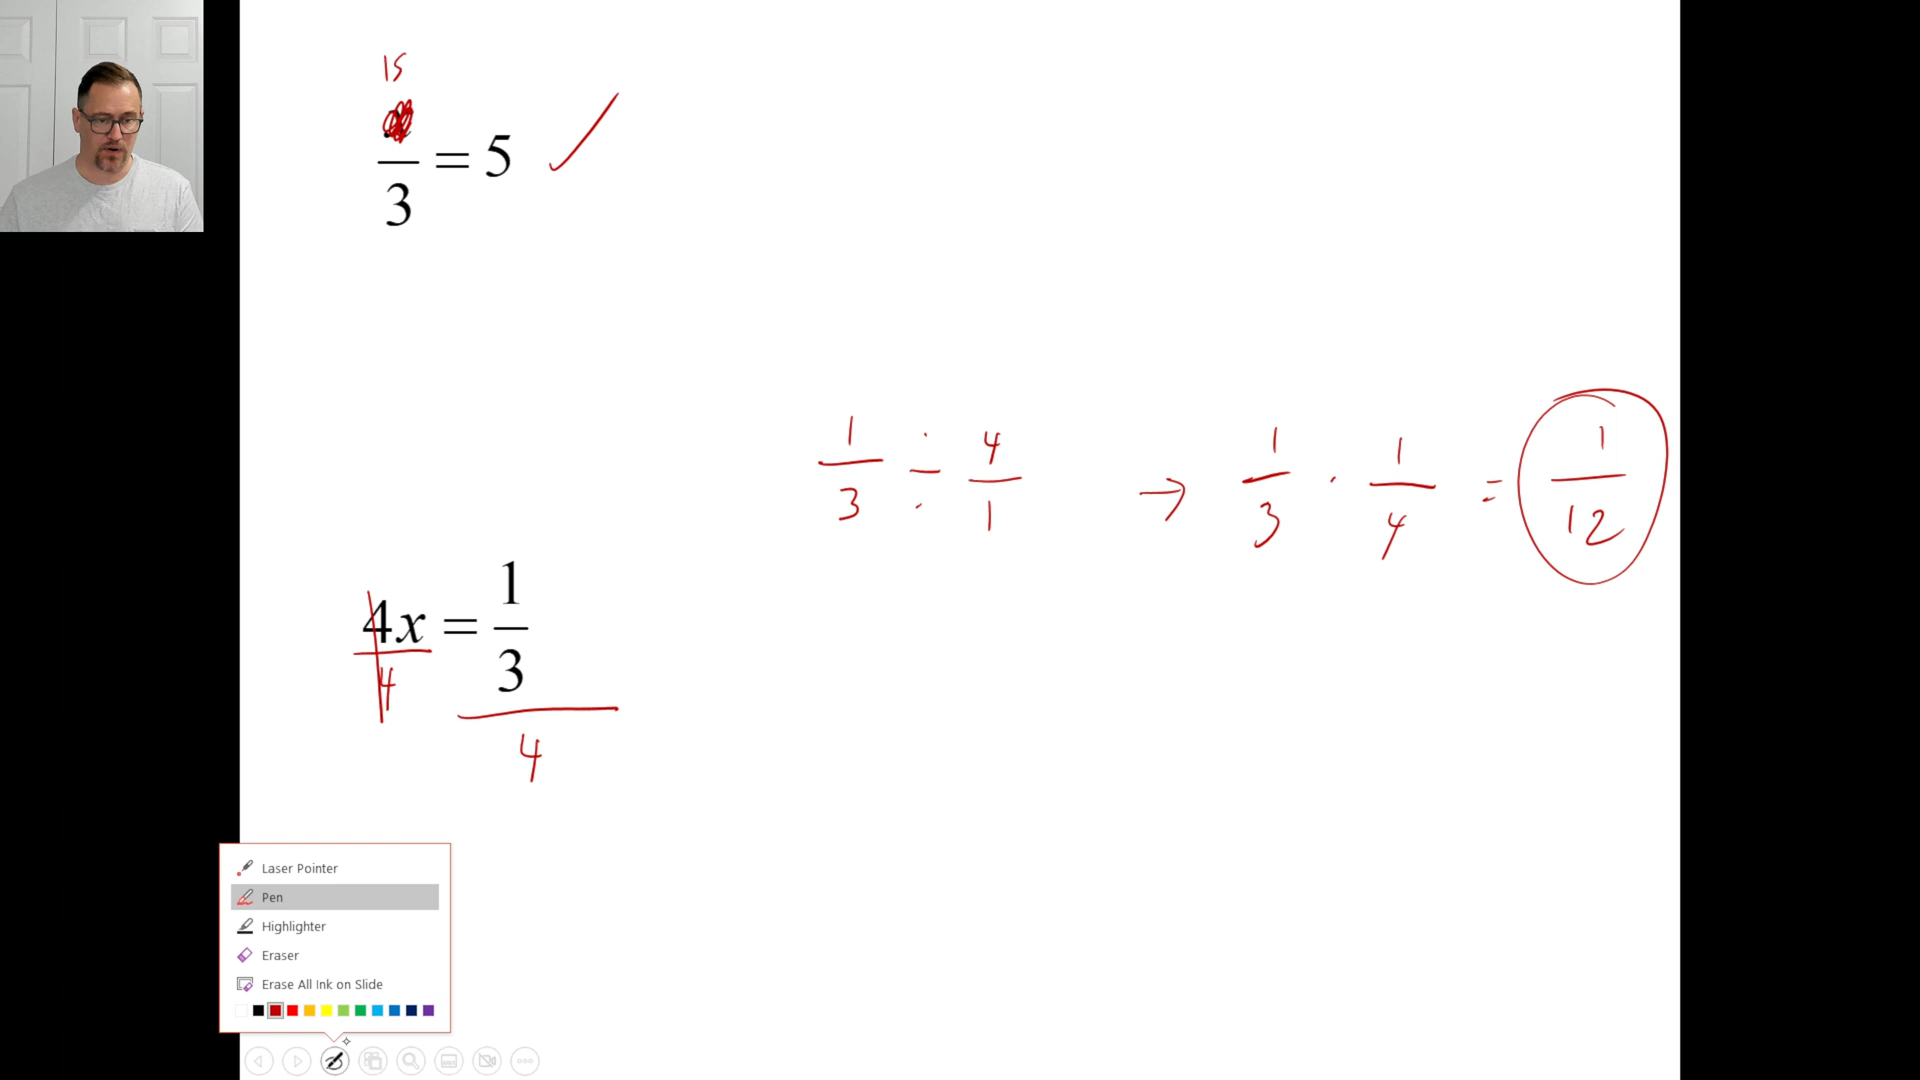 15
/3 = 5 ✓
1/3 ÷ 4/1 → 1/3 · 1/4 = 1/12
4x/4 = 1/3/4
Laser Pointer
Pen
Highlighter
Eraser
Erase All Ink on Slide